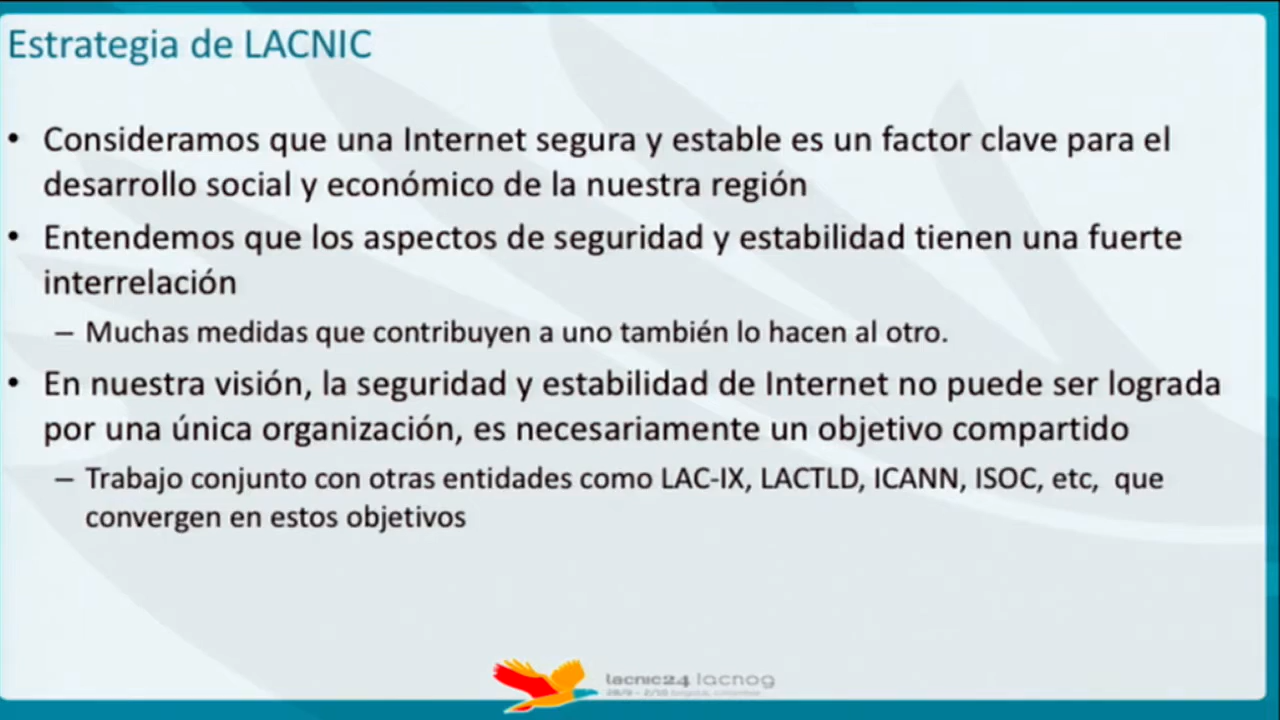 Estrategia de LACNIC
• Consideramos que una Internet segura y estable es un factor clave para el
desarrollo social y económico de la nuestra región
• Entendemos que los aspectos de seguridad y estabilidad tienen una fuerte
interrelación
– Muchas medidas que contribuyen a uno también lo hacen al otro.
• En nuestra visión, la seguridad y estabilidad de Internet no puede ser lograda
por una única organización, es necesariamente un objetivo compartido
– Trabajo conjunto con otras entidades como LAC-IX, LACTLD, ICANN, ISOC, etc, que
convergen en estos objetivos
lacnic24 lacnog
28/9 - 2/10